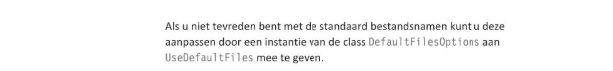 Als u niet tevreden bent met de standaard bestandsnamen kunt u deze
aanpassen door een instantie van de class DefaultFilesOptions aan
UseDefaultFiles mee te geven.